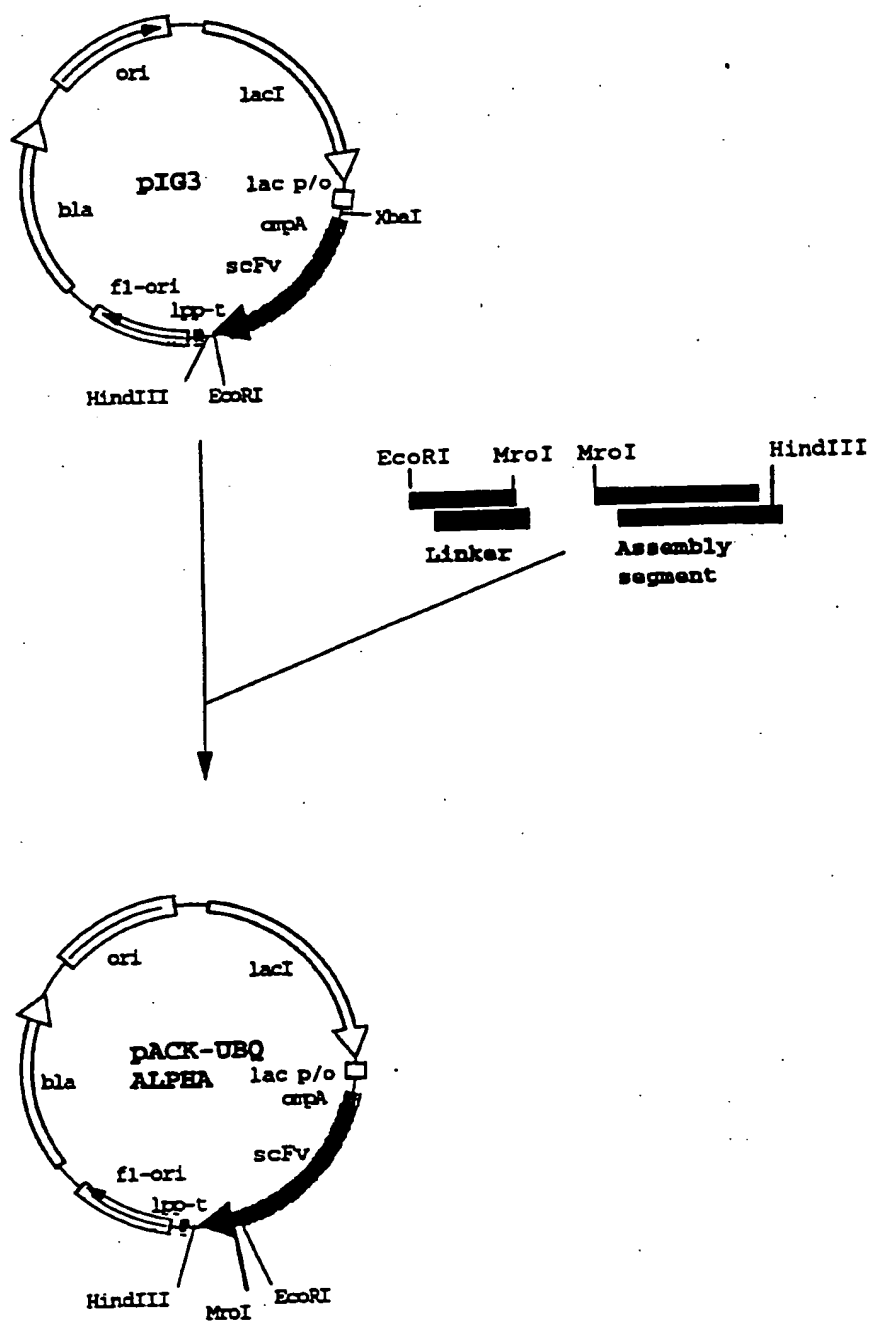 ori
lacI
pIG3
lac p/o
bla
ompA
XbaI
scFv
f1-ori
lpp-t
HindIII EcoRI
EcoRI MroI MroI HindIII
Linker
Assembly
segment
ori
lacI
pACK-UBQ
ALPHA
lac p/o
bla
ompA
scFv
f1-ori
lpp-t
HindIII
MroI
EcoRI